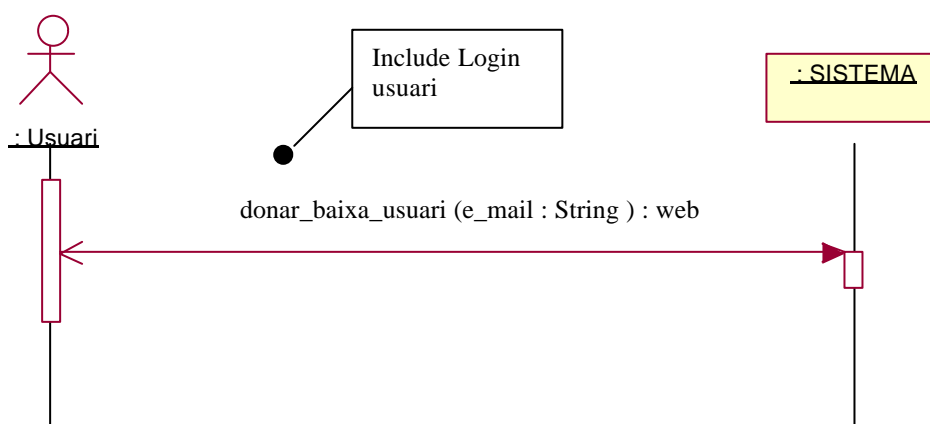 Include Login
usuari
: SISTEMA
: Usuari
donar_baixa_usuari (e_mail : String ) : web